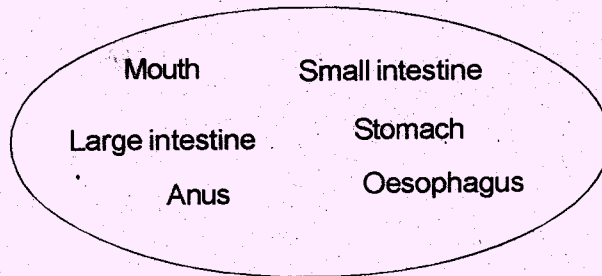 Mouth Small intestine
Large intestine Stomach
Anus Oesophagus